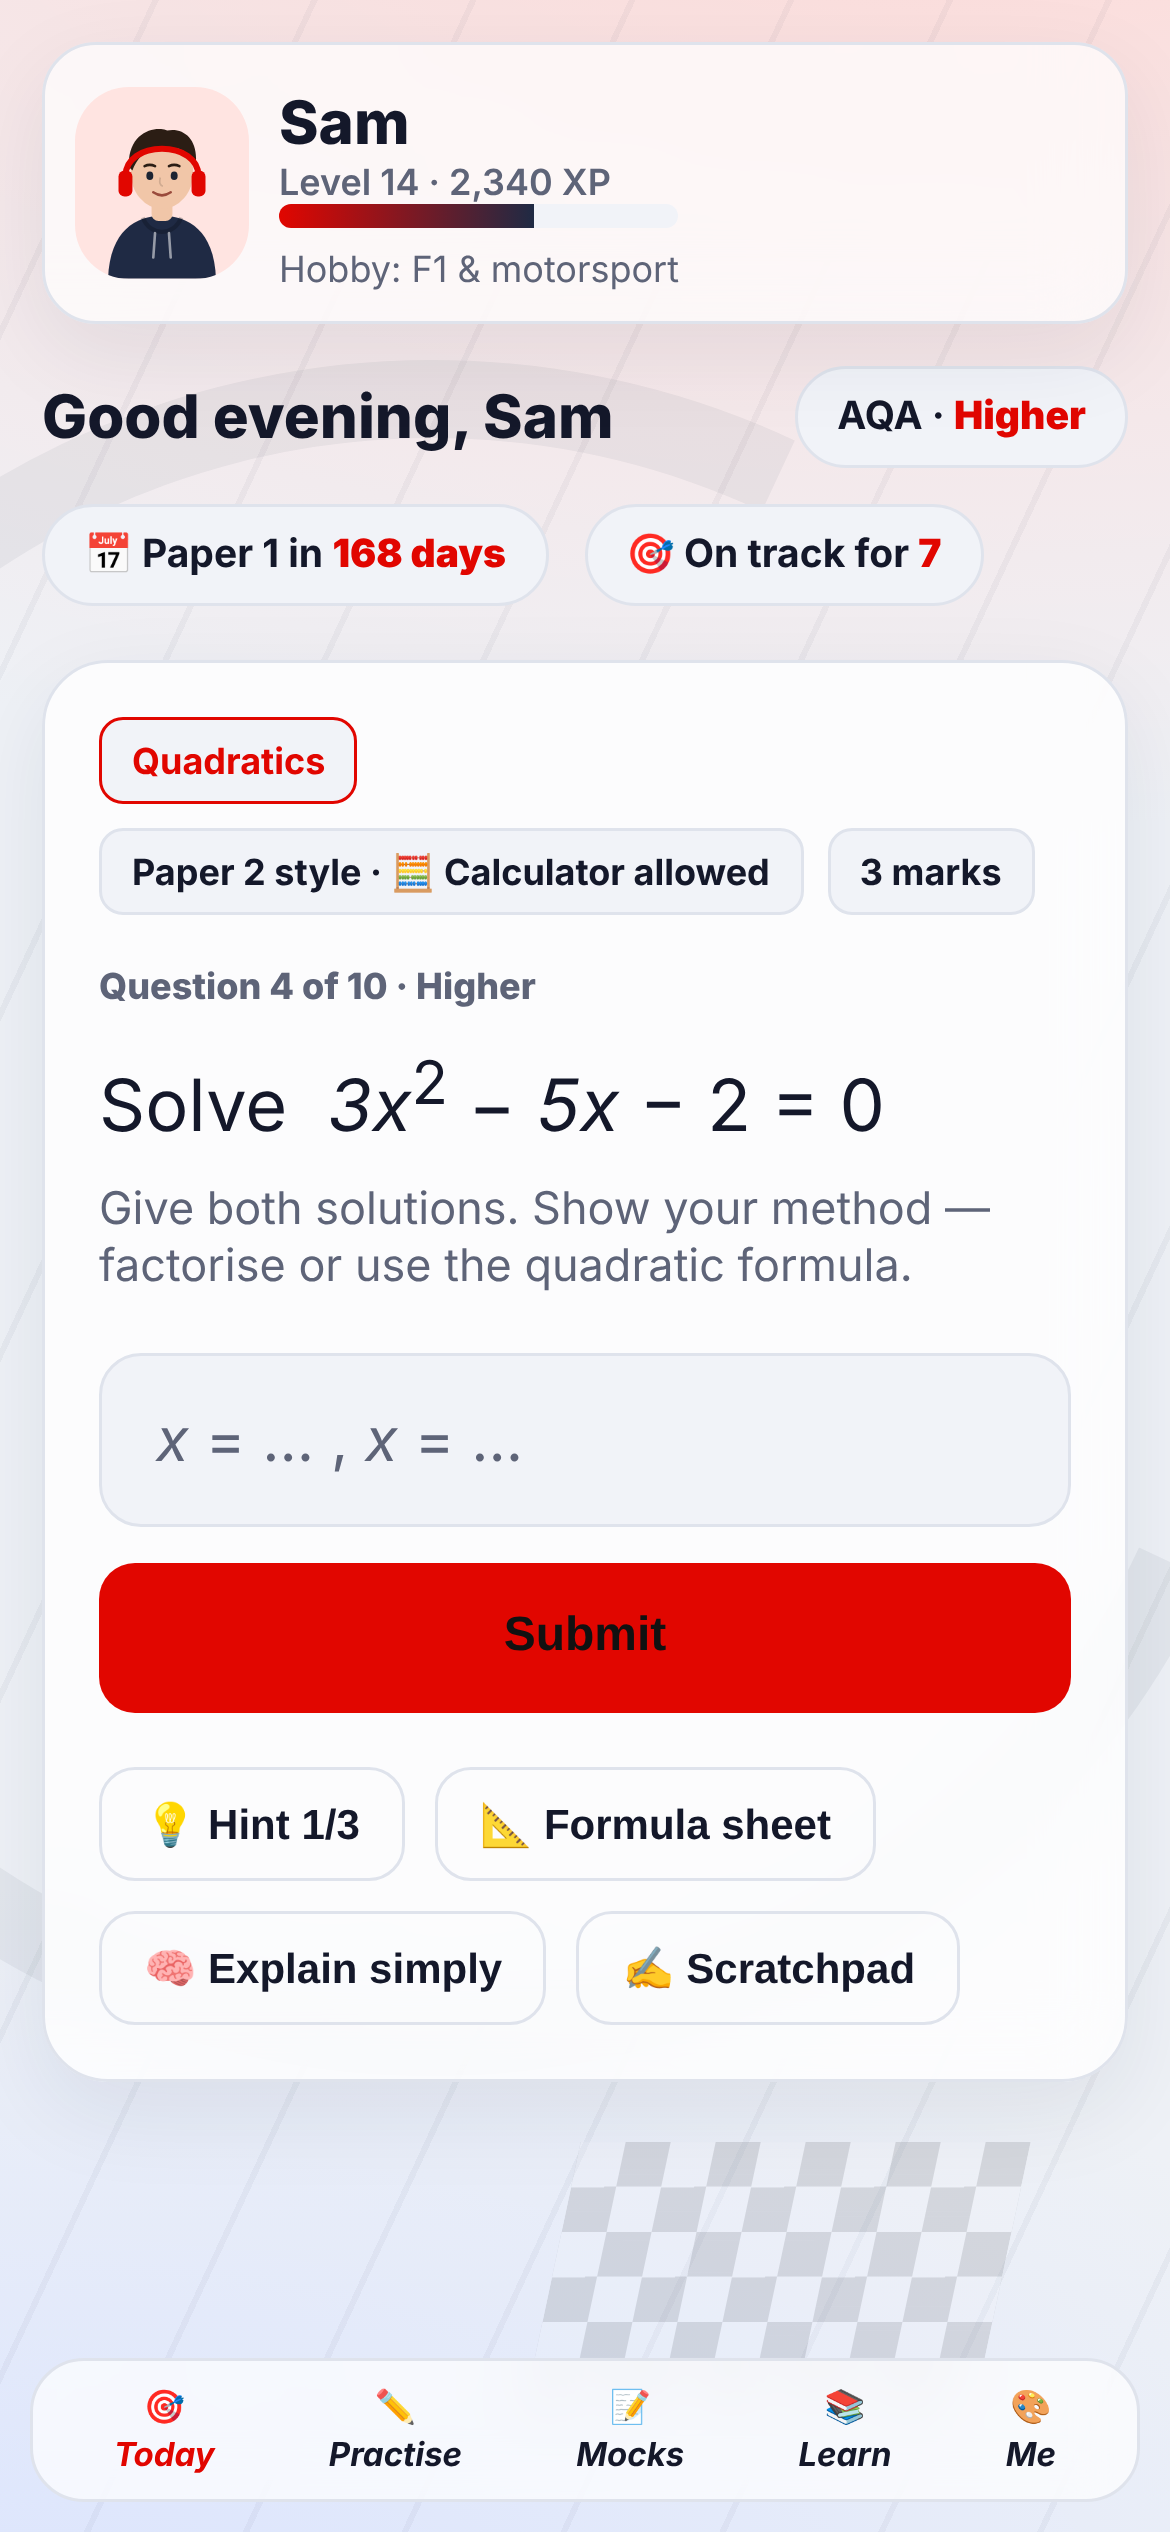 Sam
Level 14 · 2,340 XP
Hobby: F1 & motorsport
Good evening, Sam
AQA · Higher
July
17
Paper 1 in 168 days
On track for 7
Quadratics
Paper 2 style · Calculator allowed
3 marks
Question 4 of 10 · Higher
Solve 3x² − 5x − 2 = 0
Give both solutions. Show your method —
factorise or use the quadratic formula.
x = ... , x = ...
Submit
Hint 1/3
Formula sheet
Explain simply
Scratchpad
Today
Practise
Mocks
Learn
Me